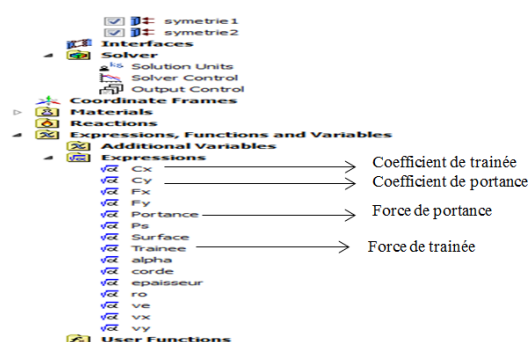 symetrie1
symetrie2
Interfaces
Solver
Solution Units
Solver Control
Output Control
Coordinate Frames
Materials
Reactions
Expressions, Functions and Variables
Additional Variables
Expressions
Cx Coefficient de trainée
Cy Coefficient de portance
Fx
Fy
Portance Force de portance
Ps
Surface
Trainee Force de trainée
alpha
corde
epaisseur
ro
ve
vx
vy
User Functions